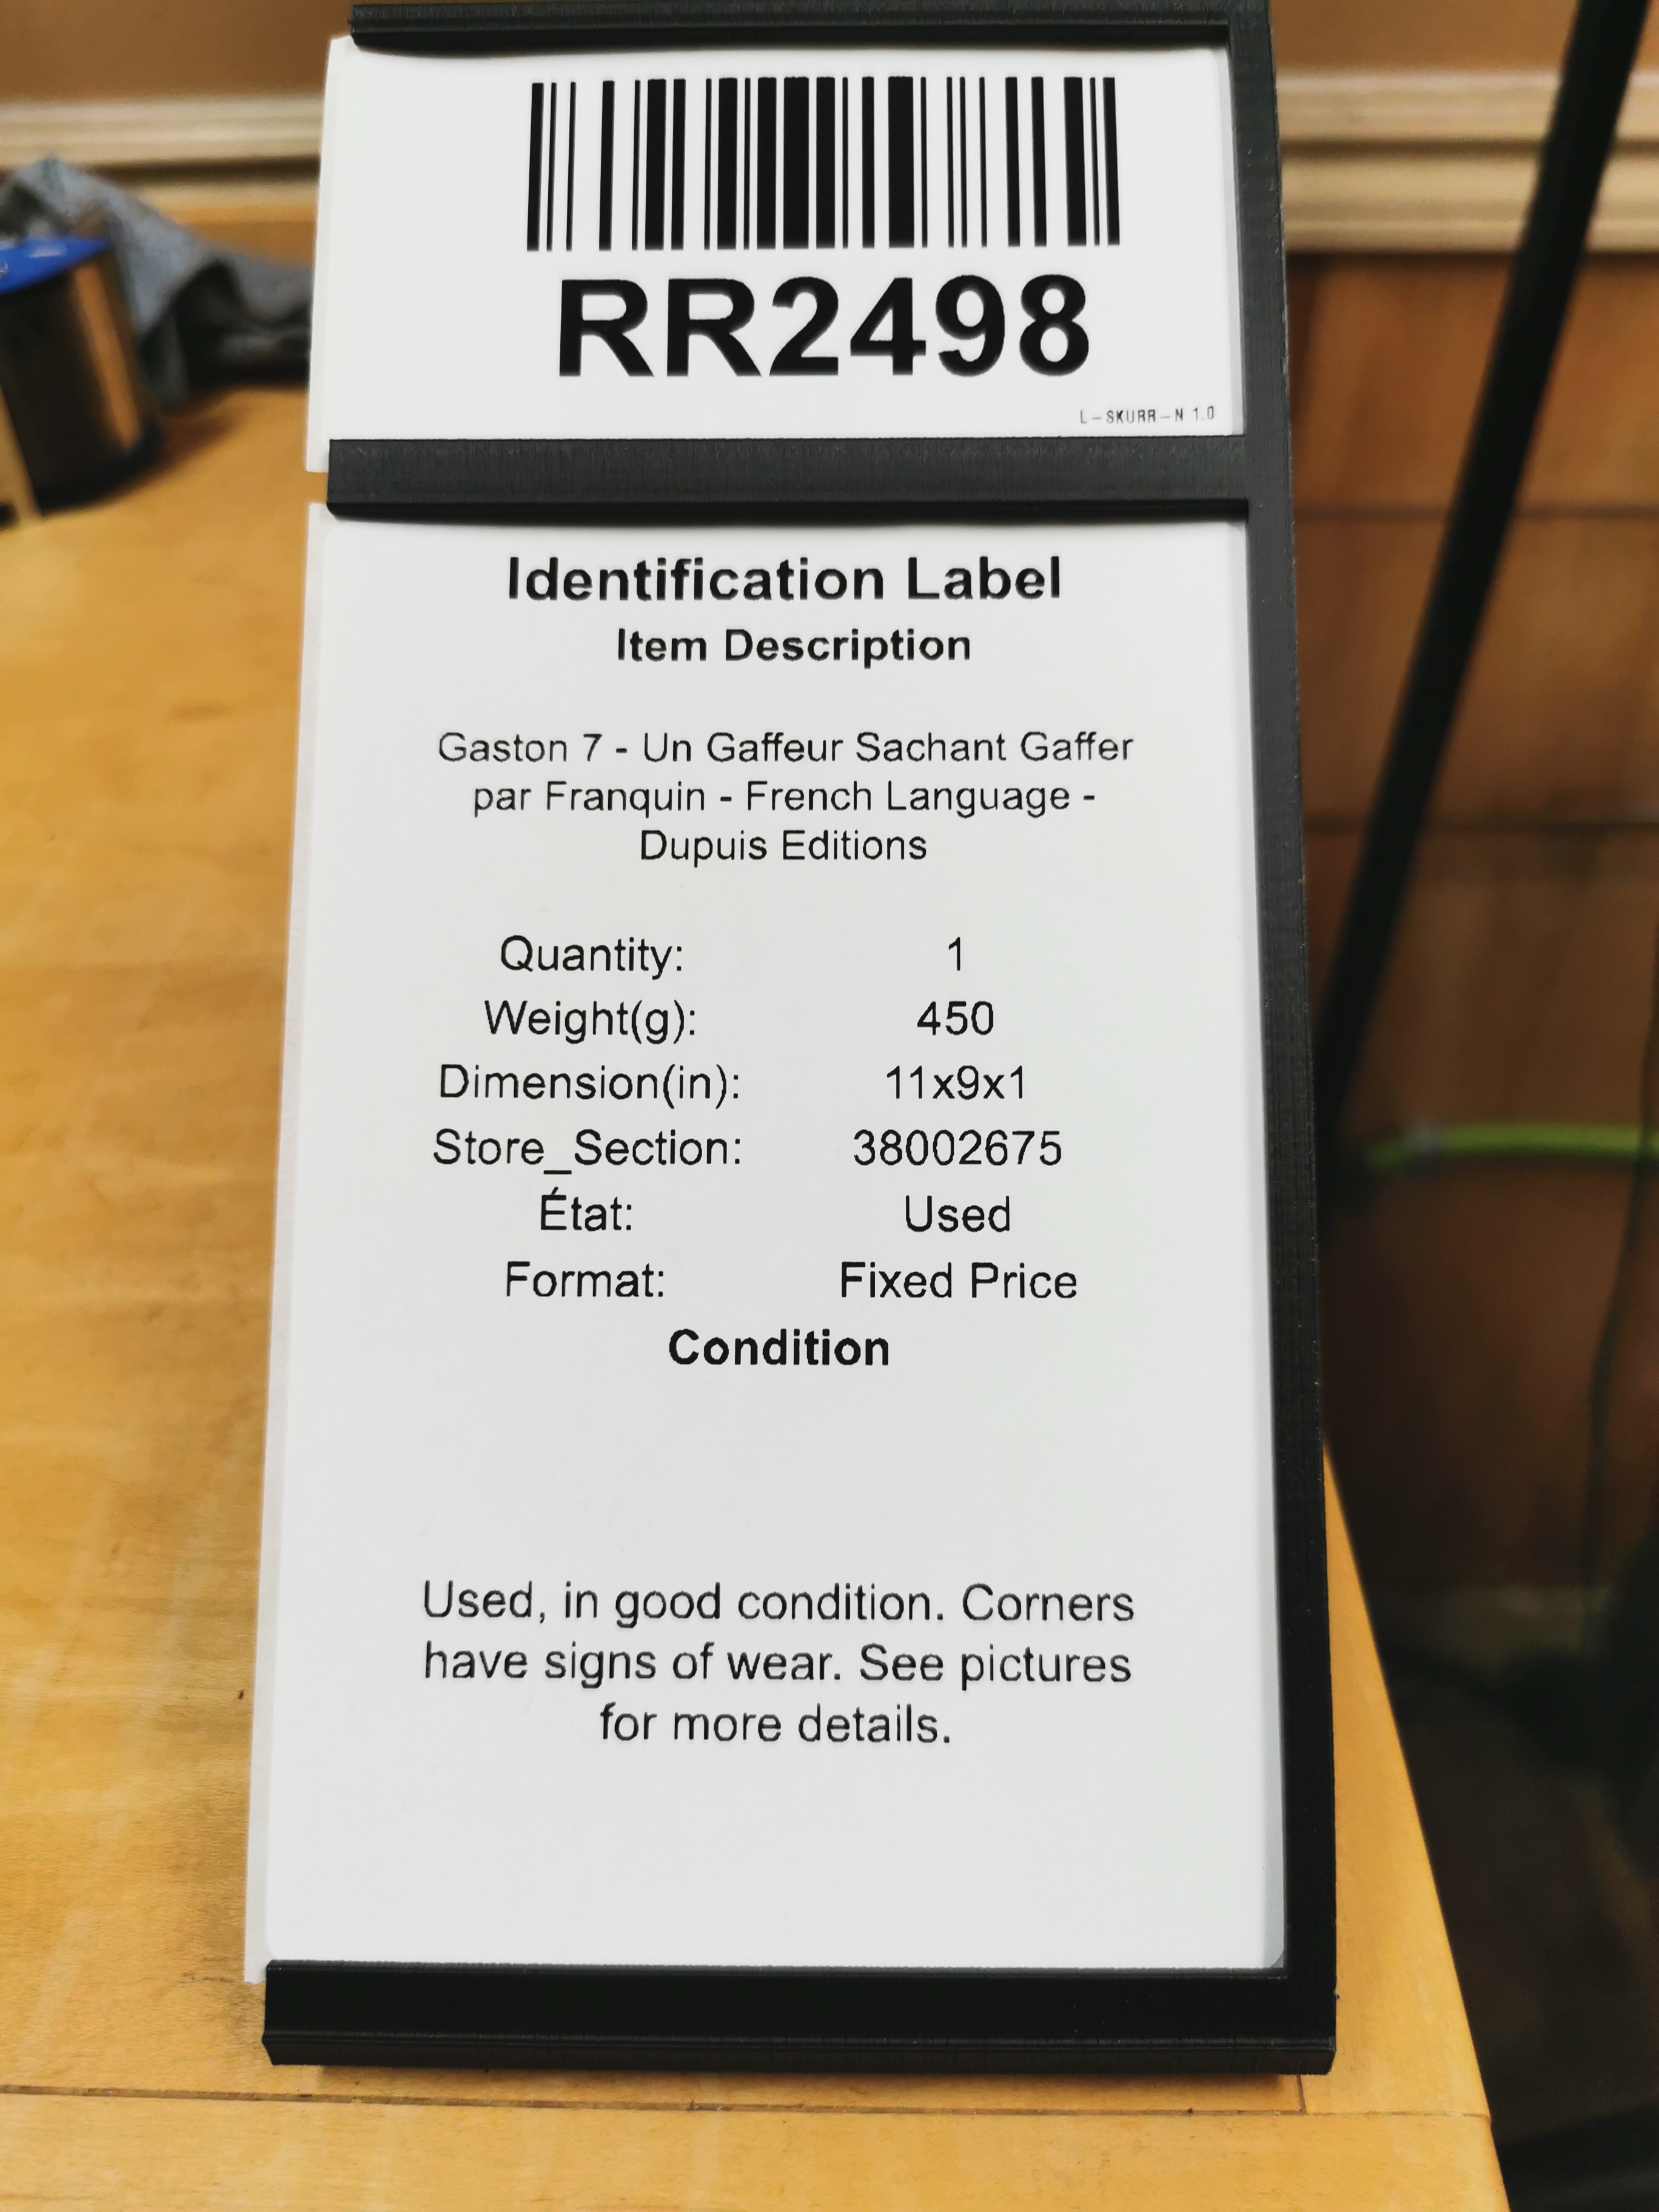 RR2498
L-SKURR-N 1.0
Identification Label
Item Description
Gaston 7 - Un Gaffeur Sachant Gaffer
par Franquin - French Language -
Dupuis Editions
Quantity: 1
Weight(g): 450
Dimension(in): 11x9x1
Store_Section: 38002675
État: Used
Format: Fixed Price
Condition
Used, in good condition. Corners
have signs of wear. See pictures
for more details.